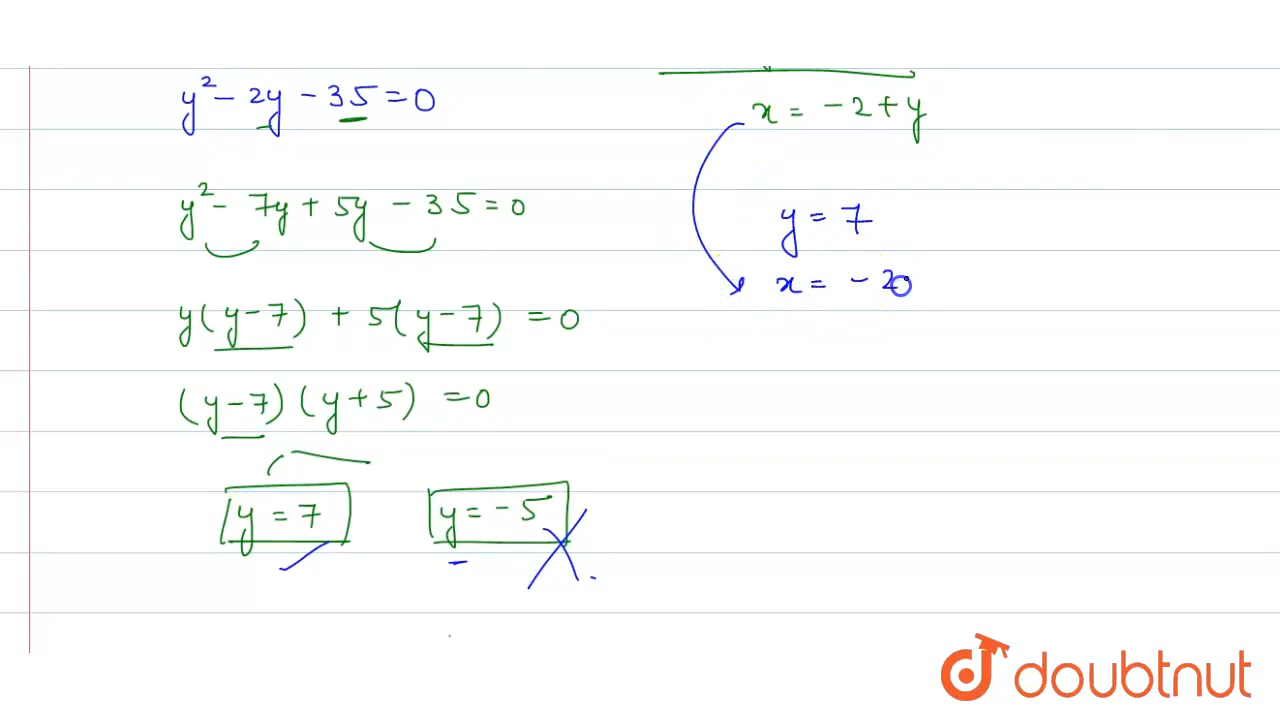 y² - 2y - 35 = 0
y² - 7y + 5y - 35 = 0
y(y-7) + 5(y-7) = 0
(y-7)(y+5) = 0
y = 7 y = -5
x = -2 + y
y = 7
x = -20
doubtnut